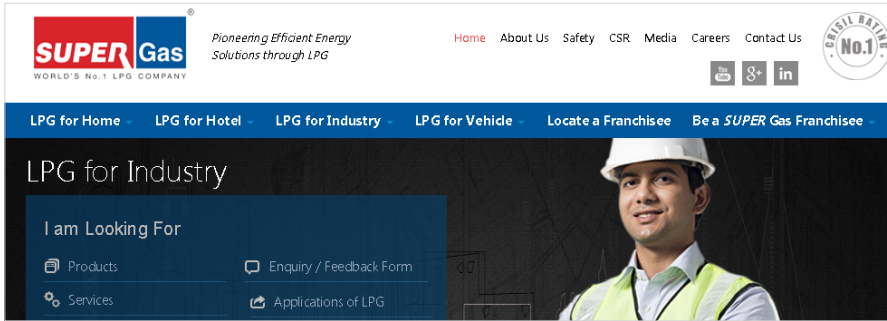 SUPER Gas ®
WORLD'S No.1 LPG COMPANY
Pioneering Efficient Energy
Solutions through LPG
Home About Us Safety CSR Media Careers Contact Us
You Tube g+ in
CRISIL RATING
No.1
LPG for Home LPG for Hotel LPG for Industry LPG for Vehicle Locate a Franchisee Be a SUPER Gas Franchisee
LPG for Industry
I am Looking For
Products Enquiry / Feedback Form
Services Applications of LPG